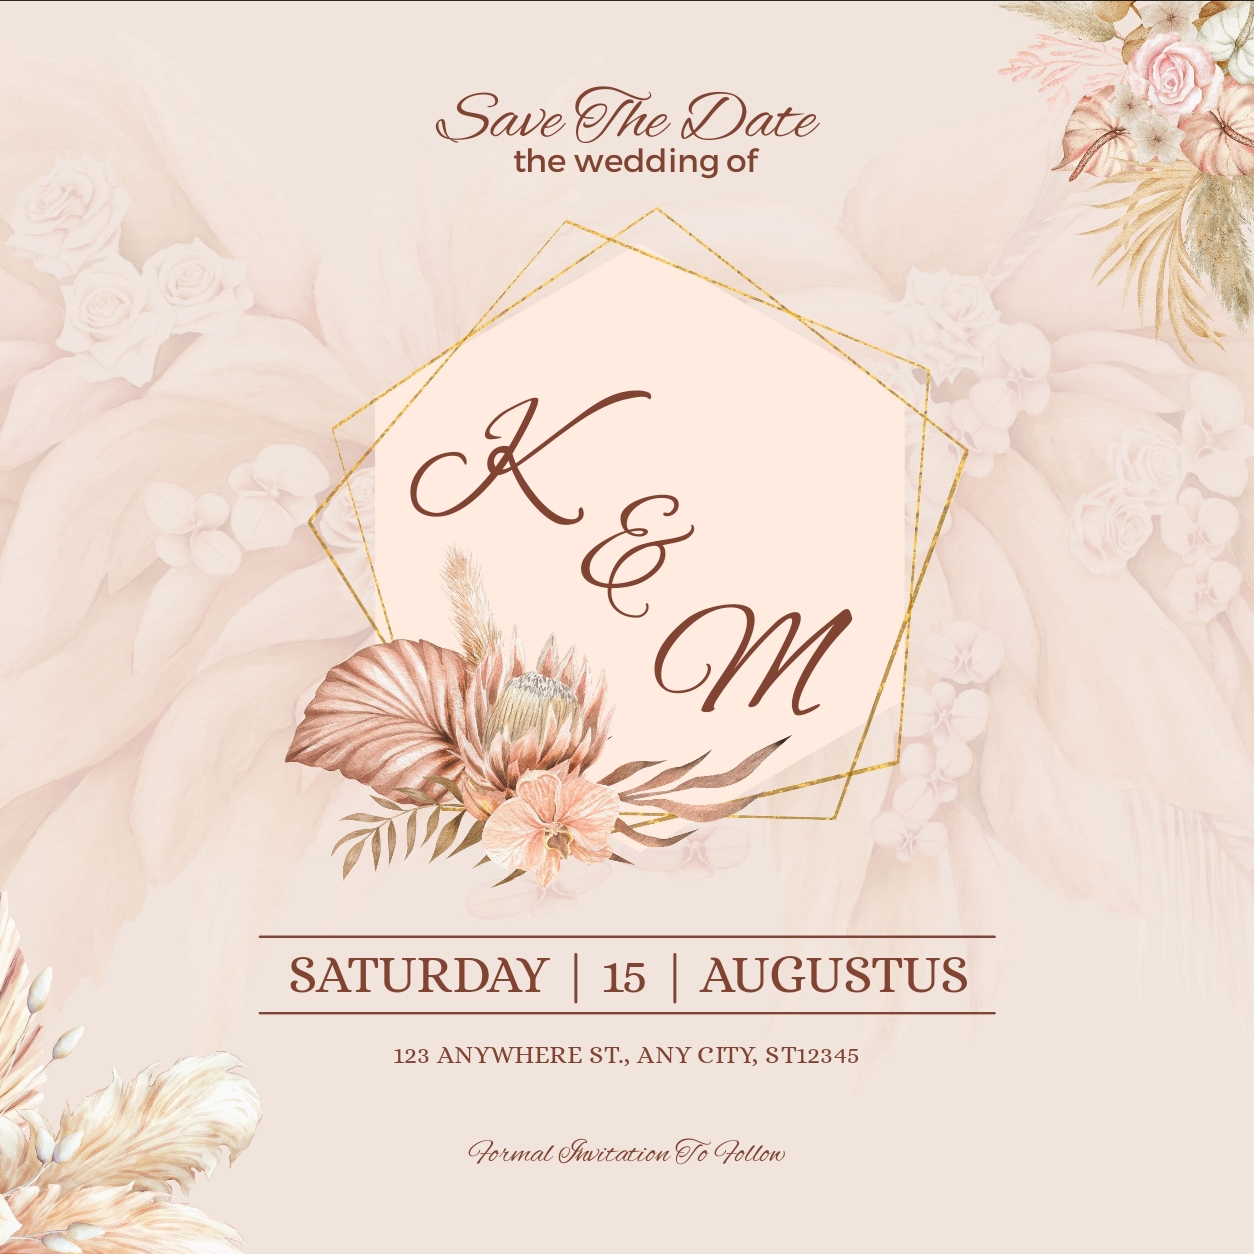 Save The Date
the wedding of
K
&
M
SATURDAY | 15 | AUGUSTUS
123 ANYWHERE ST., ANY CITY, ST12345
Formal Invitation To Follow